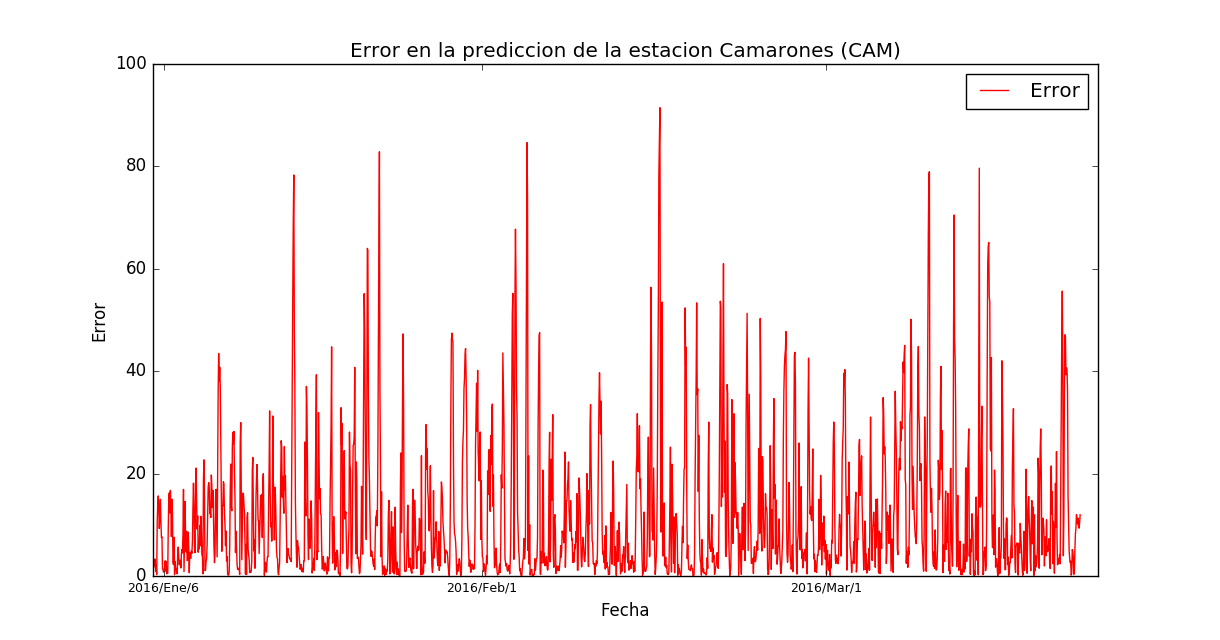 Error en la prediccion de la estacion Camarones (CAM)
100
80
60
40
20
0
Error
Error
2016/Ene/6
2016/Feb/1
2016/Mar/1
Fecha